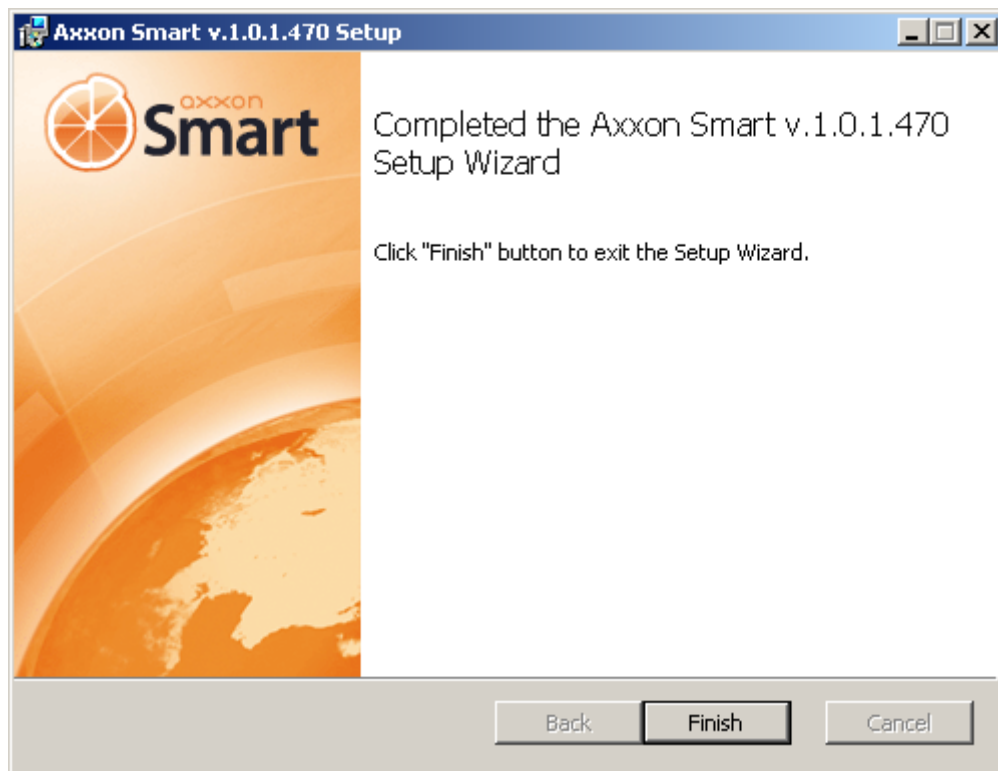 Axxon Smart v.1.0.1.470 Setup
axxon
Smart
Completed the Axxon Smart v.1.0.1.470
Setup Wizard
Click "Finish" button to exit the Setup Wizard.
Back
Finish
Cancel